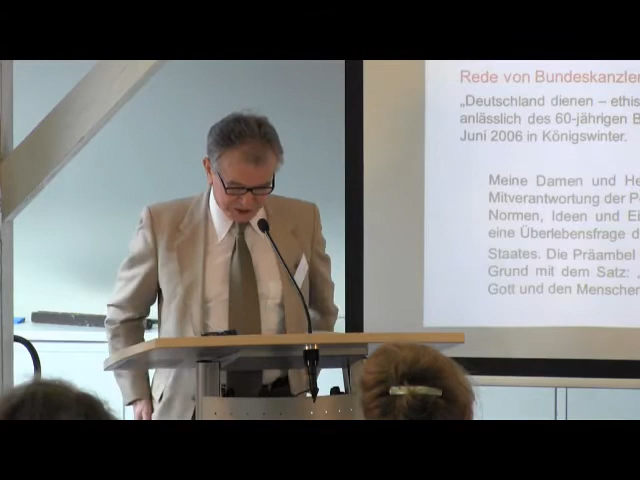 Rede von Bundeskanzler
„Deutschland dienen – ethis
anlässlich des 60-jährigen B
Juni 2006 in Königswinter.
Meine Damen und He
Mitverantwortung der P
Normen, Ideen und Ei
eine Überlebensfrage d
Staates. Die Präambel
Grund mit dem Satz: „
Gott und den Menschen